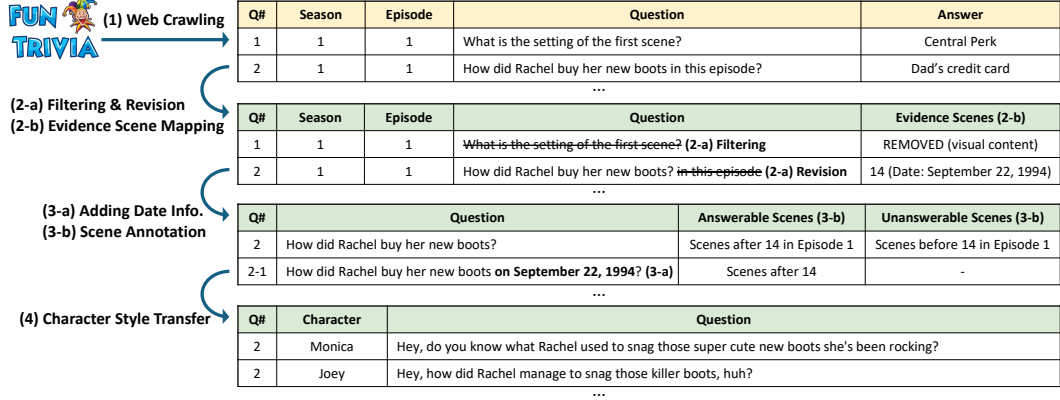 FUN
TRIVIA
(1) Web Crawling
Q# Season Episode Question Answer
1 1 1 What is the setting of the first scene? Central Perk
2 1 1 How did Rachel buy her new boots in this episode? Dad's credit card
...
(2-a) Filtering & Revision
(2-b) Evidence Scene Mapping
Q# Season Episode Question Evidence Scenes (2-b)
1 1 1 What is the setting of the first scene? (2-a) Filtering REMOVED (visual content)
2 1 1 How did Rachel buy her new boots? in this episode (2-a) Revision 14 (Date: September 22, 1994)
...
(3-a) Adding Date Info.
(3-b) Scene Annotation
Q# Question Answerable Scenes (3-b) Unanswerable Scenes (3-b)
2 How did Rachel buy her new boots? Scenes after 14 in Episode 1 Scenes before 14 in Episode 1
2-1 How did Rachel buy her new boots on September 22, 1994? (3-a) Scenes after 14 -
...
(4) Character Style Transfer
Q# Character Question
2 Monica Hey, do you know what Rachel used to snag those super cute new boots she's been rocking?
2 Joey Hey, how did Rachel manage to snag those killer boots, huh?
...